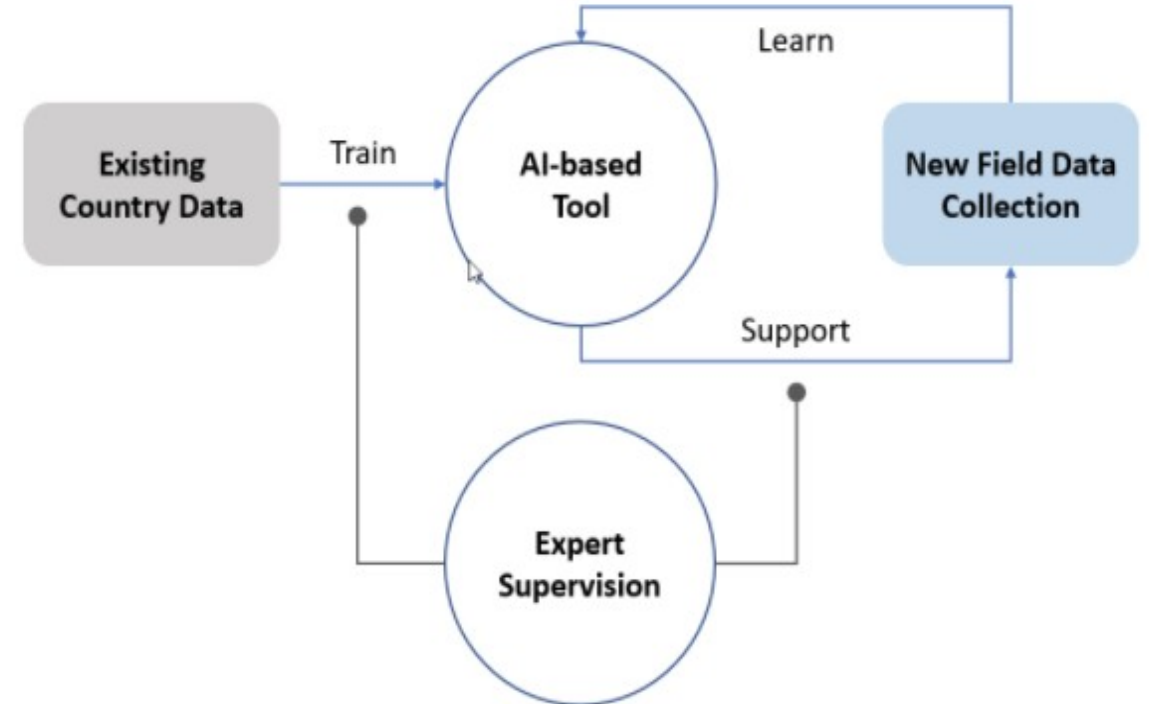 Learn
Existing
Country Data
Train
AI-based
Tool
New Field Data
Collection
Support
Expert
Supervision